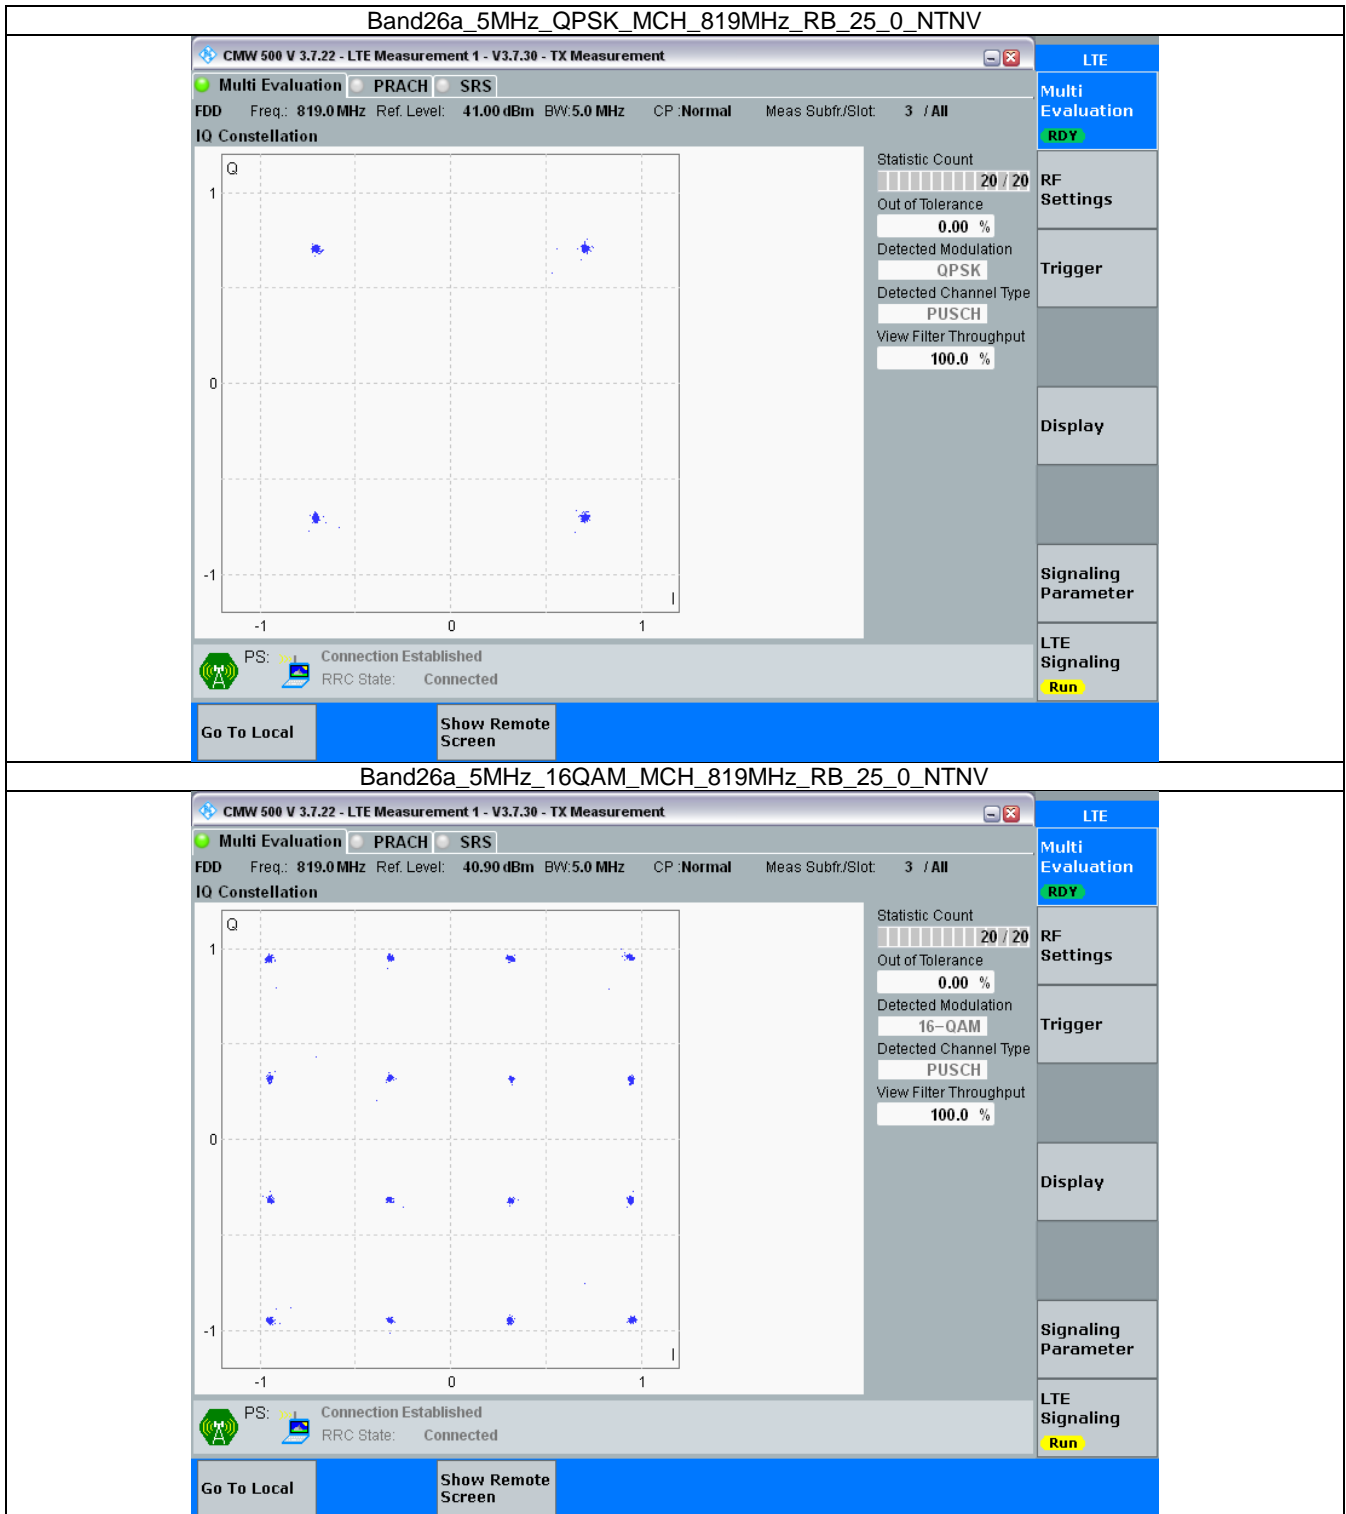 Band26a_5MHz_QPSK_MCH_819MHz_RB_25_0_NTNV
CMW 500 V 3.7.22 - LTE Measurement 1 - V3.7.30 - TX Measurement
LTE
Multi Evaluation PRACH SRS
Multi
Evaluation
RDY
FDD Freq.: 819.0 MHz Ref. Level: 41.00 dBm BW:5.0 MHz CP :Normal Meas Subfr./Slot: 3 / All
IQ Constellation
Q
1
0
-1
I
-1 0 1
Statistic Count
20 / 20
Out of Tolerance
0.00 %
Detected Modulation
QPSK
Detected Channel Type
PUSCH
View Filter Throughput
100.0 %
RF
Settings
Trigger
Display
Signaling
Parameter
LTE
Signaling
Run
PS: Connection Established
RRC State: Connected
Go To Local
Show Remote
Screen
Band26a_5MHz_16QAM_MCH_819MHz_RB_25_0_NTNV
CMW 500 V 3.7.22 - LTE Measurement 1 - V3.7.30 - TX Measurement
LTE
Multi Evaluation PRACH SRS
Multi
Evaluation
RDY
FDD Freq.: 819.0 MHz Ref. Level: 40.90 dBm BW:5.0 MHz CP :Normal Meas Subfr./Slot: 3 / All
IQ Constellation
Q
1
0
-1
I
-1 0 1
Statistic Count
20 / 20
Out of Tolerance
0.00 %
Detected Modulation
16-QAM
Detected Channel Type
PUSCH
View Filter Throughput
100.0 %
RF
Settings
Trigger
Display
Signaling
Parameter
LTE
Signaling
Run
PS: Connection Established
RRC State: Connected
Go To Local
Show Remote
Screen